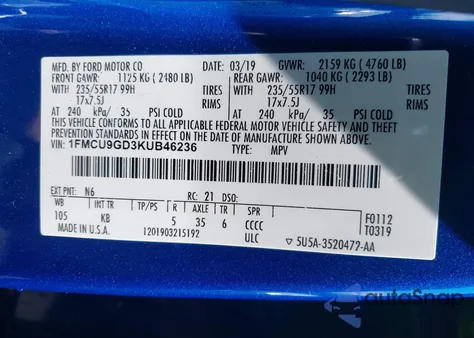 MFD. BY FORD MOTOR CO 03/19 GVWR: 2159 KG ( 4760 LB)
FRONT GAWR: 1125 KG ( 2480 LB) REAR GAWR: 1040 KG ( 2293 LB)
WITH 235/55R17 99H TIRES WITH 235/55R17 99H TIRES
17x7.5J RIMS 17x7.5J RIMS
AT 240 kPa/ 35 PSI COLD AT 240 kPa/ 35 PSI COLD
THIS VEHICLE CONFORMS TO ALL APPLICABLE FEDERAL MOTOR VEHICLE SAFETY
AND THEFT PREVENTION STANDARDS IN EFFECT ON THE DATE OF MANUFACTURE SHOWN ABOVE.
1FMCU9GD3KUB46236 TYPE: MPV
EXT PNT: N6 RC: 21 DSO:
WB INT TR TP/PS R AXLE TR SPR F0112
105 KB 5 35 6 CCCC T0319
MADE IN U.S.A. 1201903215192 ULC 5U5A-3520472-AA
autoSnap